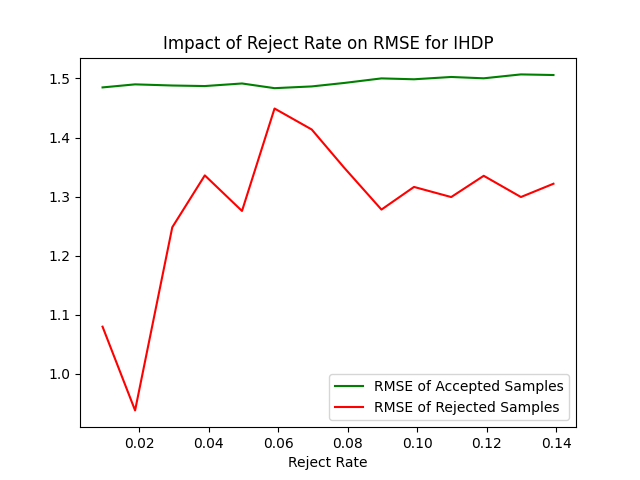 Impact of Reject Rate on RMSE for IHDP
1.5
1.4
1.3
1.2
1.1
1.0
RMSE of Accepted Samples
RMSE of Rejected Samples
0.02 0.04 0.06 0.08 0.10 0.12 0.14
Reject Rate